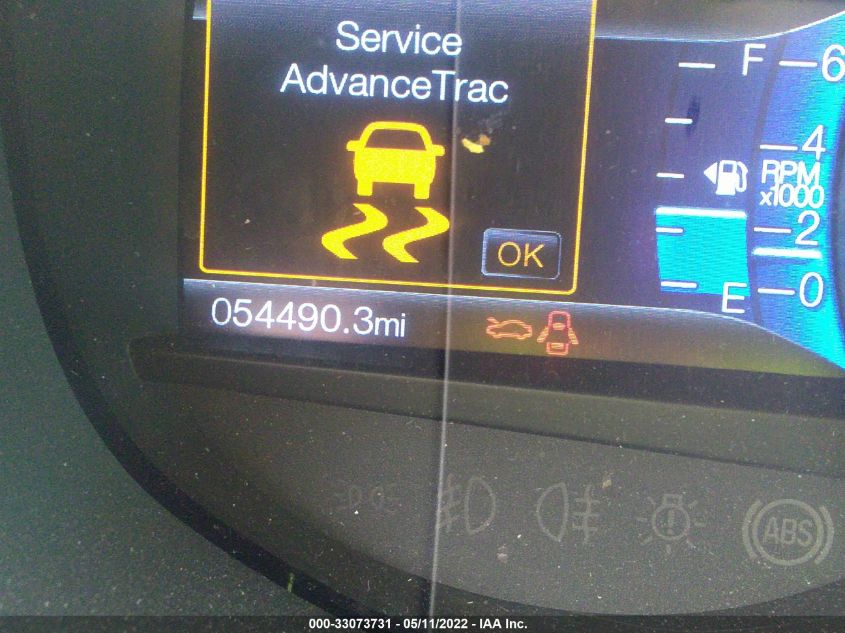 Service
AdvanceTrac
OK
F
6
4
RPM
x1000
2
0
E
054490.3mi
ABS
000-33073731 - 05/11/2022 - IAA Inc.